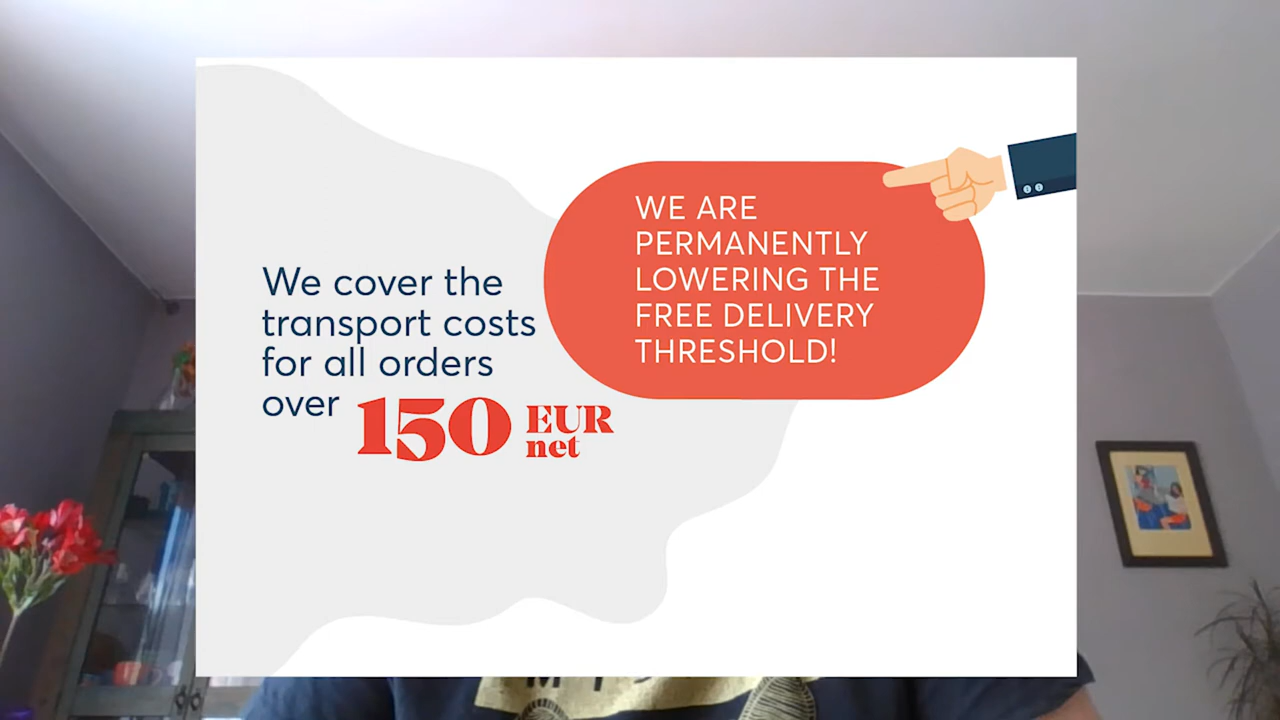 We cover the
transport costs
for all orders
over 150 EUR
net
WE ARE
PERMANENTLY
LOWERING THE
FREE DELIVERY
THRESHOLD!